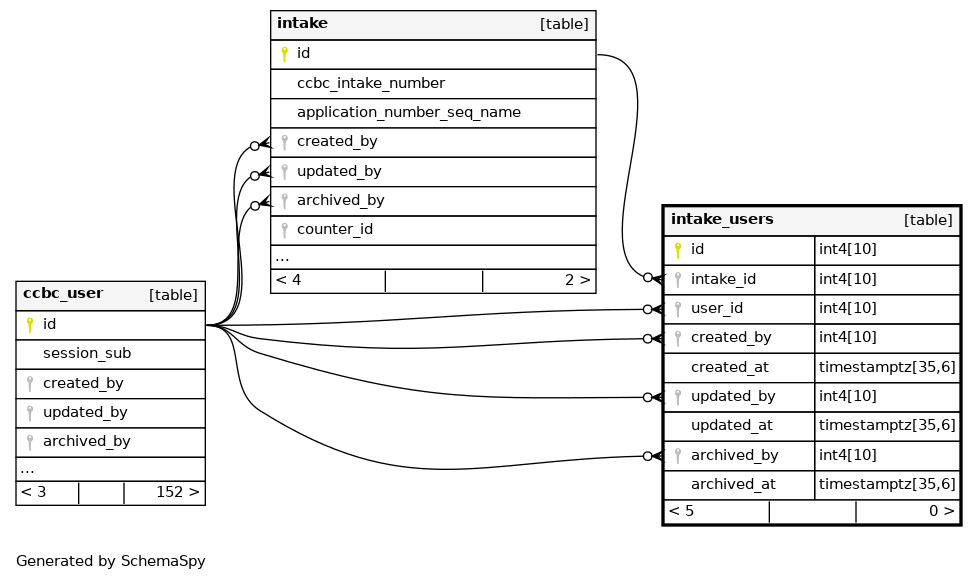 intake [table]
id
ccbc_intake_number
application_number_seq_name
created_by
updated_by
archived_by
counter_id
...
< 4 2 >
intake_users [table]
id int4[10]
intake_id int4[10]
user_id int4[10]
created_by int4[10]
created_at timestamptz[35,6]
updated_by int4[10]
updated_at timestamptz[35,6]
archived_by int4[10]
archived_at timestamptz[35,6]
< 5 0 >
ccbc_user [table]
id
session_sub
created_by
updated_by
archived_by
...
< 3 152 >
Generated by SchemaSpy